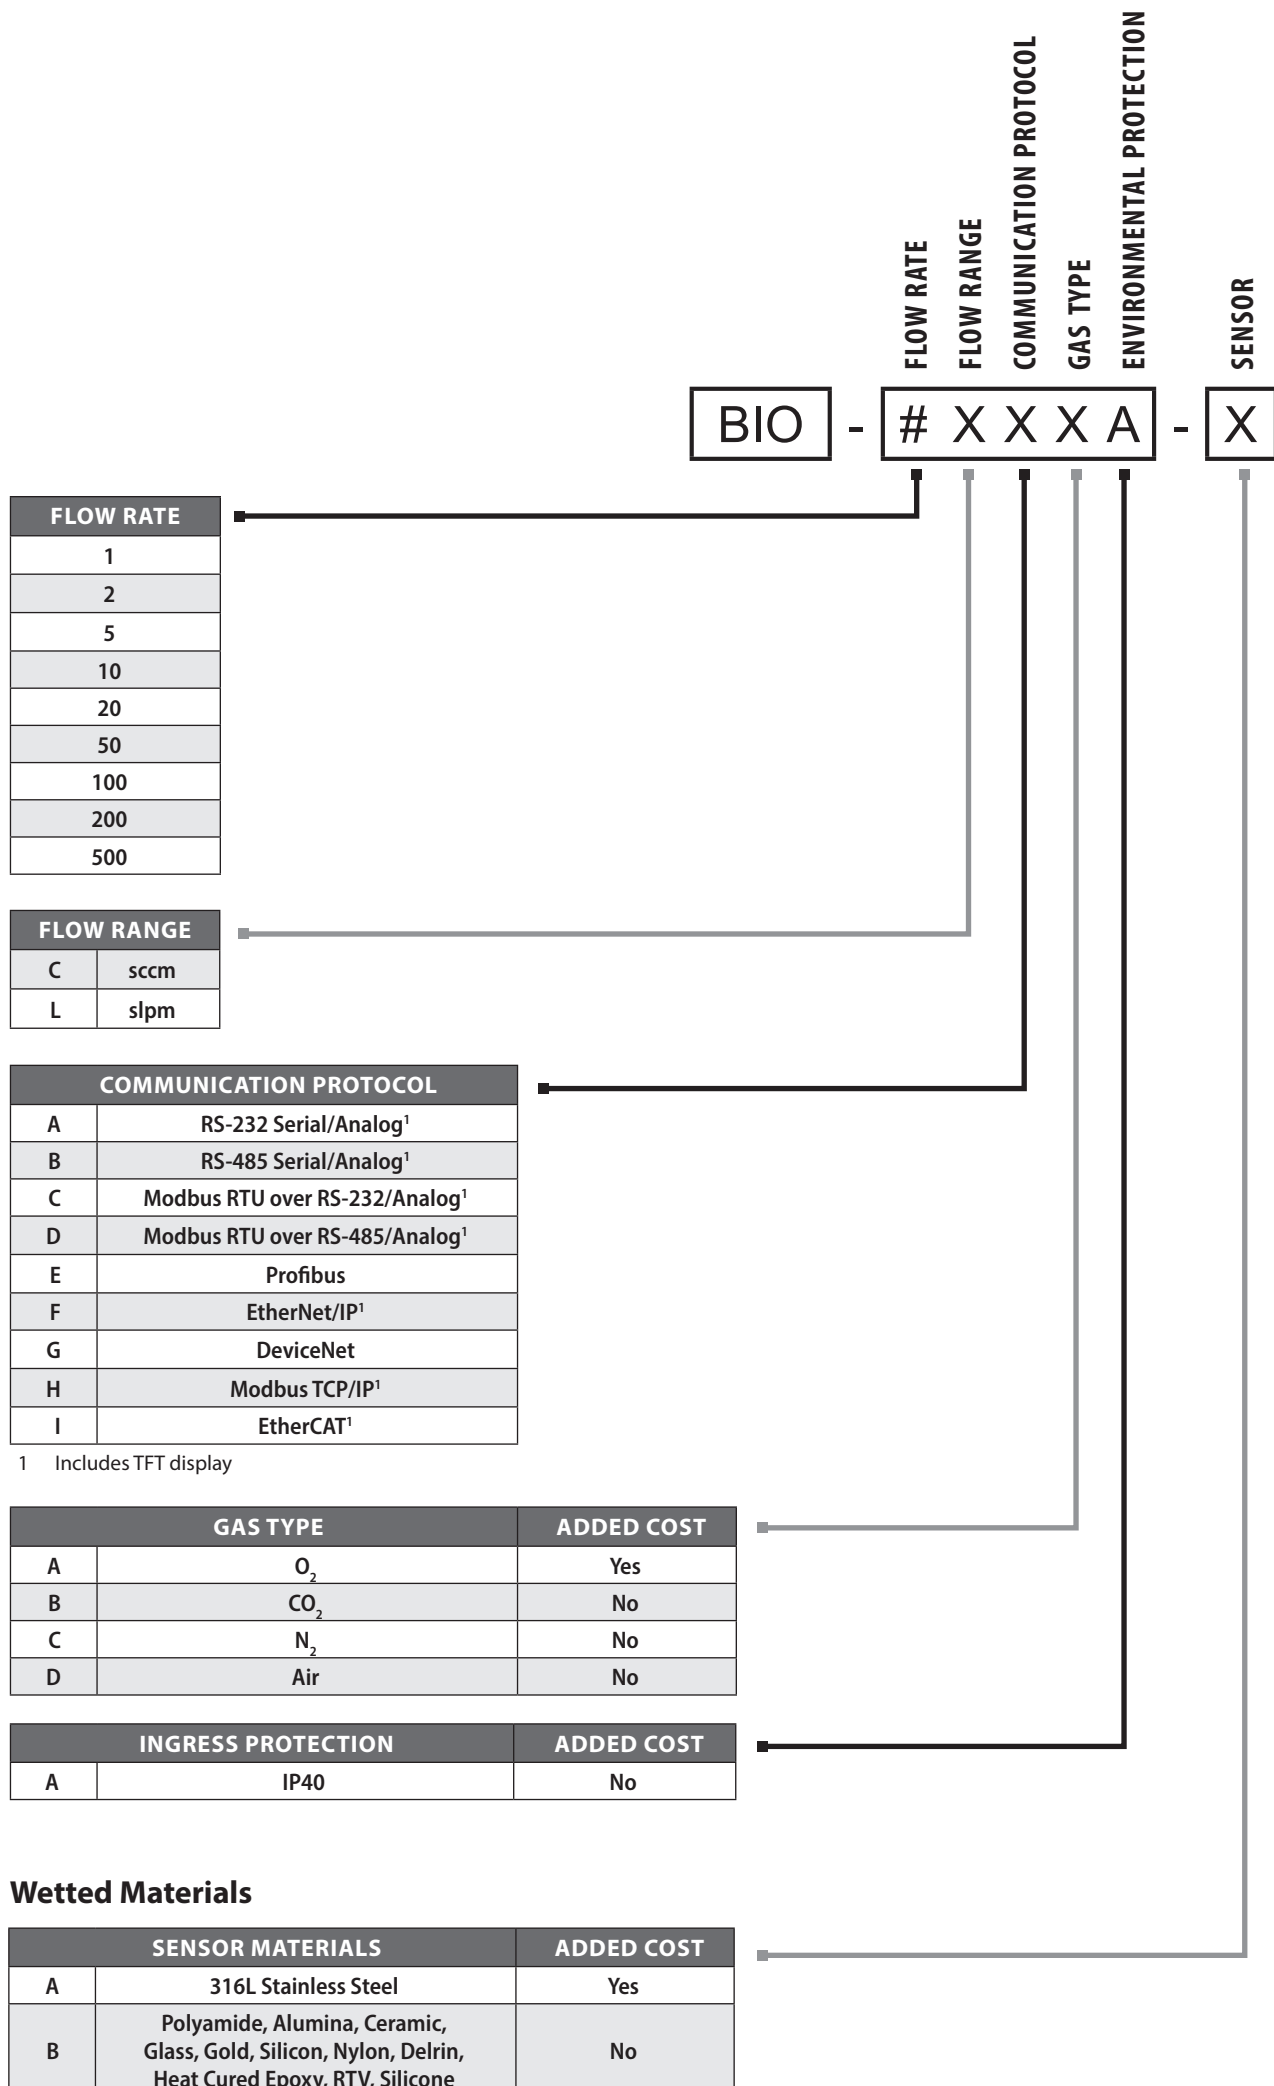 FLOW RATE
FLOW RANGE
COMMUNICATION PROTOCOL
GAS TYPE
ENVIRONMENTAL PROTECTION
SENSOR
BIO - # X X X A - X
FLOW RATE
1
2
5
10
20
50
100
200
500
FLOW RANGE
C sccm
L slpm
COMMUNICATION PROTOCOL
A RS-232 Serial/Analog¹
B RS-485 Serial/Analog¹
C Modbus RTU over RS-232/Analog¹
D Modbus RTU over RS-485/Analog¹
E Profibus
F EtherNet/IP¹
G DeviceNet
H Modbus TCP/IP¹
I EtherCAT¹
1 Includes TFT display
GAS TYPE ADDED COST
A O₂ Yes
B CO₂ No
C N₂ No
D Air No
INGRESS PROTECTION ADDED COST
A IP40 No
Wetted Materials
SENSOR MATERIALS ADDED COST
A 316L Stainless Steel Yes
Polyamide, Alumina, Ceramic,
B Glass, Gold, Silicon, Nylon, Delrin, No
Heat Cured Epoxy, RTV, Silicone